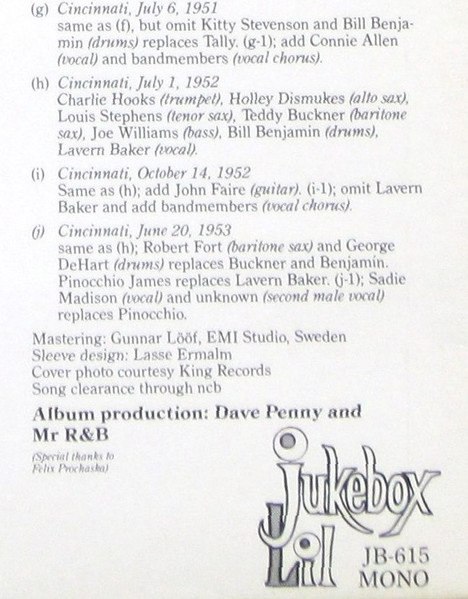 (g) Cincinnati, July 6, 1951
same as (f), but omit Kitty Stevenson and Bill Benja-
min (drums) replaces Tally. (g-1); add Connie Allen
(vocal) and bandmembers (vocal chorus).
(h) Cincinnati, July 1, 1952
Charlie Hooks (trumpet), Holley Dismukes (alto sax),
Louis Stephens (tenor sax), Teddy Buckner (baritone
sax), Joe Williams (bass), Bill Benjamin (drums),
Lavern Baker (vocal).
(i) Cincinnati, October 14, 1952
Same as (h); add John Faire (guitar). (i-1); omit Lavern
Baker and add bandmembers (vocal chorus).
(j) Cincinnati, June 20, 1953
same as (h); Robert Fort (baritone sax) and George
DeHart (drums) replaces Buckner and Benjamin.
Pinocchio James replaces Lavern Baker. (j-1); Sadie
Madison (vocal) and unknown (second male vocal)
replaces Pinocchio.
Mastering: Gunnar Lööf, EMI Studio, Sweden
Sleeve design: Lasse Ermalm
Cover photo courtesy King Records
Song clearance through ncb
Album production: Dave Penny and
Mr R&B
(Special thanks to
Felix Prochaska)
Jukebox
Lil
JB-615
MONO